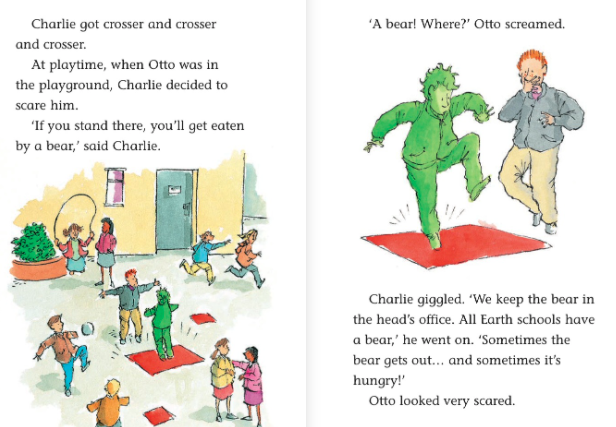 Charlie got crosser and crosser
and crosser.
At playtime, when Otto was in
the playground, Charlie decided to
scare him.
‘If you stand there, you’ll get eaten
by a bear,’ said Charlie.
‘A bear! Where?’ Otto screamed.
Charlie giggled. ‘We keep the bear in
the head’s office. All Earth schools have
a bear,’ he went on. ‘Sometimes the
bear gets out… and sometimes it’s
hungry!’
Otto looked very scared.